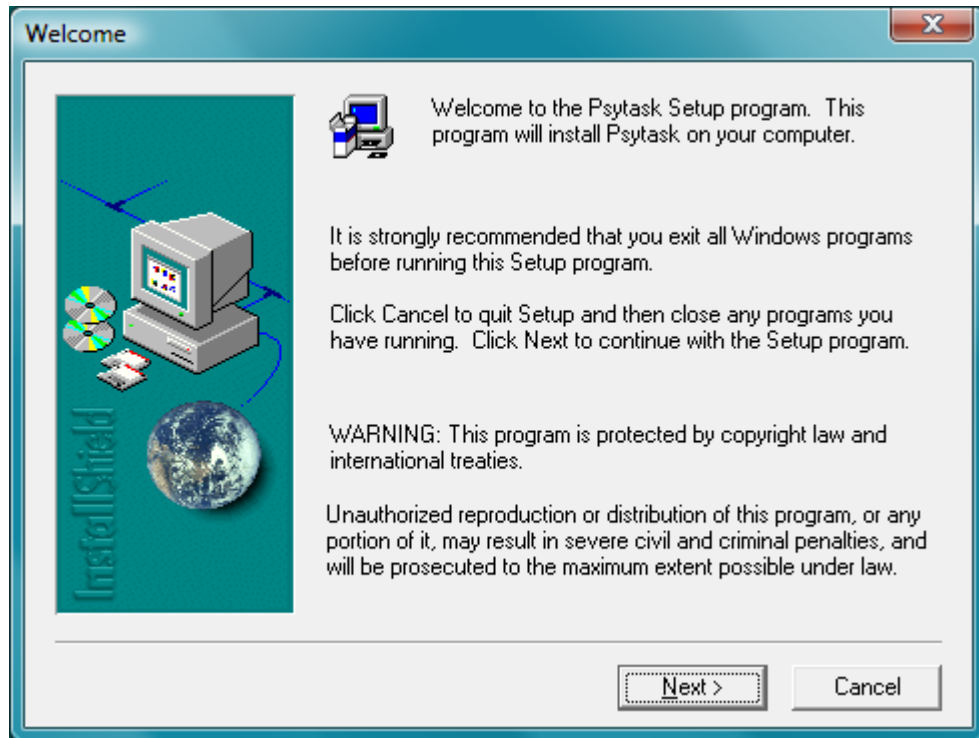 Welcome
Welcome to the Psytask Setup program.  This
program will install Psytask on your computer.
It is strongly recommended that you exit all Windows programs
before running this Setup program.
Click Cancel to quit Setup and then close any programs you
have running.  Click Next to continue with the Setup program.
WARNING: This program is protected by copyright law and
international treaties.
Unauthorized reproduction or distribution of this program, or any
portion of it, may result in severe civil and criminal penalties, and
will be prosecuted to the maximum extent possible under law.
InstallShield
Next >
Cancel